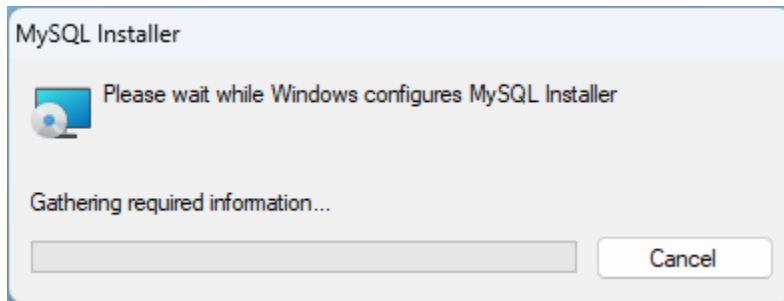 MySQL Installer
Please wait while Windows configures MySQL Installer
Gathering required information...
Cancel